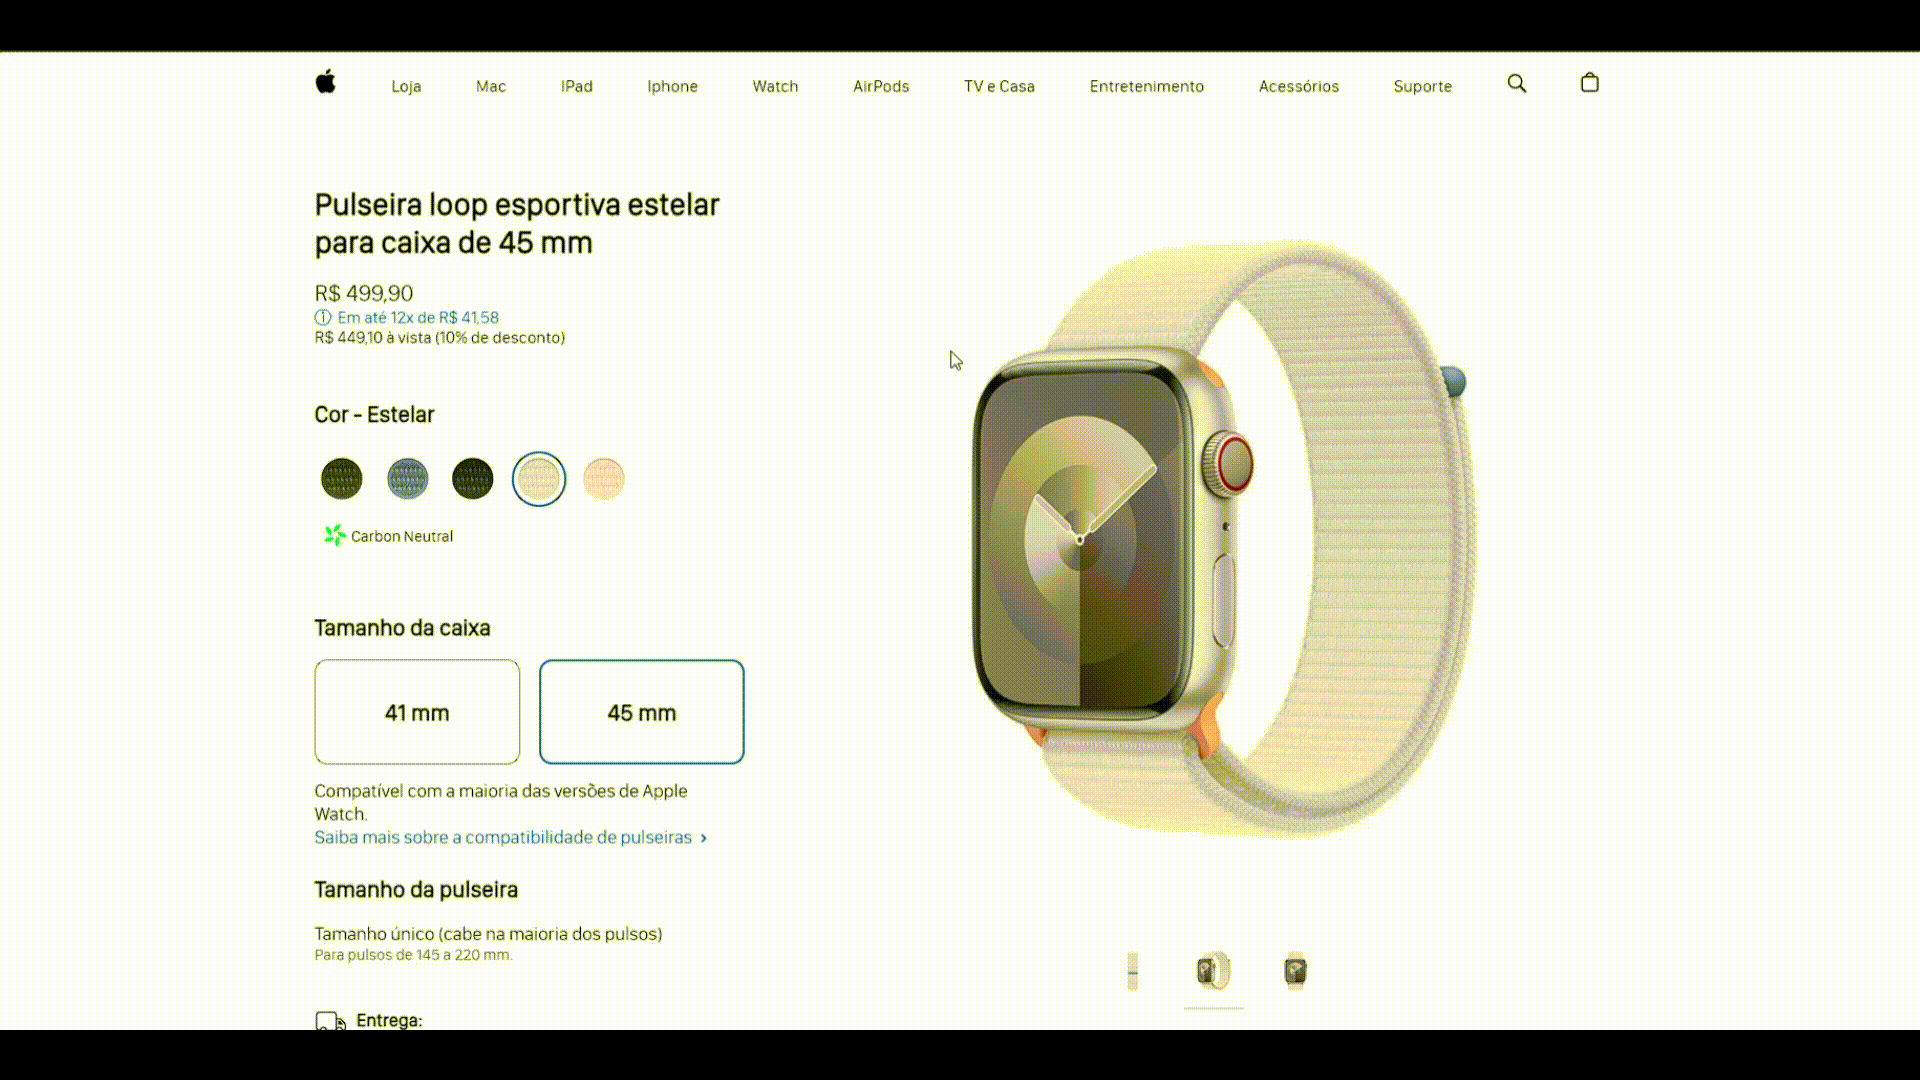 Loja Mac IPad Iphone Watch AirPods TV e Casa Entretenimento Acessórios Suporte
Pulseira loop esportiva estelar
para caixa de 45 mm
R$ 499,90
Em até 12x de R$ 41,58
R$ 449,10 à vista (10% de desconto)
Cor - Estelar
Carbon Neutral
Tamanho da caixa
41 mm 45 mm
Compatível com a maioria das versões de Apple
Watch.
Saiba mais sobre a compatibilidade de pulseiras >
Tamanho da pulseira
Tamanho único (cabe na maioria dos pulsos)
Para pulsos de 145 a 220 mm.
Entrega: